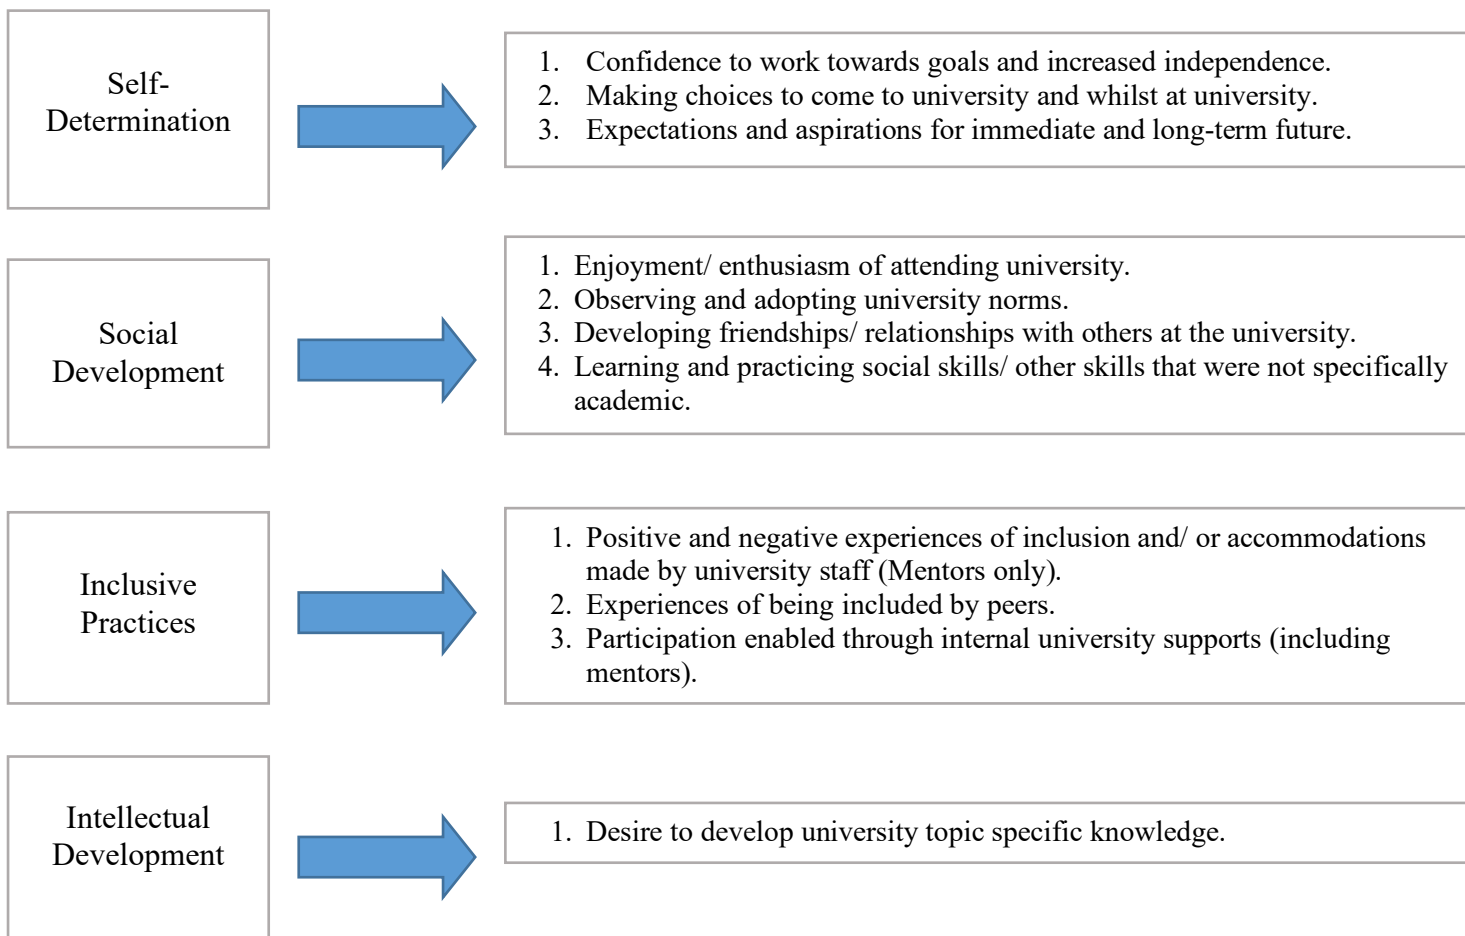 Self-
Determination
1. Confidence to work towards goals and increased independence.
2. Making choices to come to university and whilst at university.
3. Expectations and aspirations for immediate and long-term future.
Social
Development
1. Enjoyment/ enthusiasm of attending university.
2. Observing and adopting university norms.
3. Developing friendships/ relationships with others at the university.
4. Learning and practicing social skills/ other skills that were not specifically
academic.
Inclusive
Practices
1. Positive and negative experiences of inclusion and/ or accommodations
made by university staff (Mentors only).
2. Experiences of being included by peers.
3. Participation enabled through internal university supports (including
mentors).
Intellectual
Development
1. Desire to develop university topic specific knowledge.